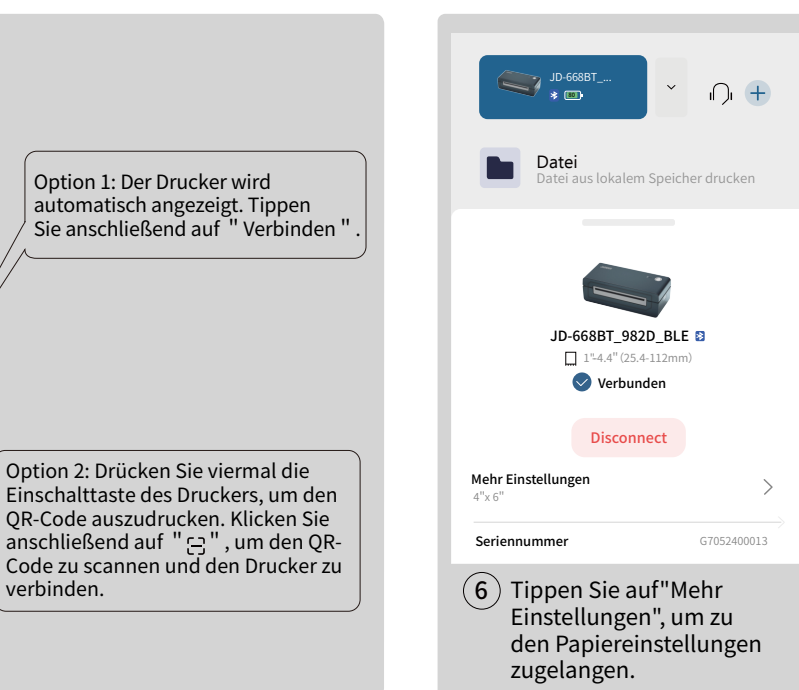 Option 1: Der Drucker wird
automatisch angezeigt. Tippen
Sie anschließend auf " Verbinden " .
Option 2: Drücken Sie viermal die
Einschalttaste des Druckers, um den
QR-Code auszudrucken. Klicken Sie
anschließend auf " " , um den QR-
Code zu scannen und den Drucker zu
verbinden.
JD-668BT_...
80
Datei
Datei aus lokalem Speicher drucken
JD-668BT_982D_BLE
1"-4.4" (25.4-112mm)
Verbunden
Disconnect
Mehr Einstellungen
4"x 6"
Seriennummer G7052400013
6 Tippen Sie auf"Mehr
Einstellungen", um zu
den Papiereinstellungen
zugelangen.